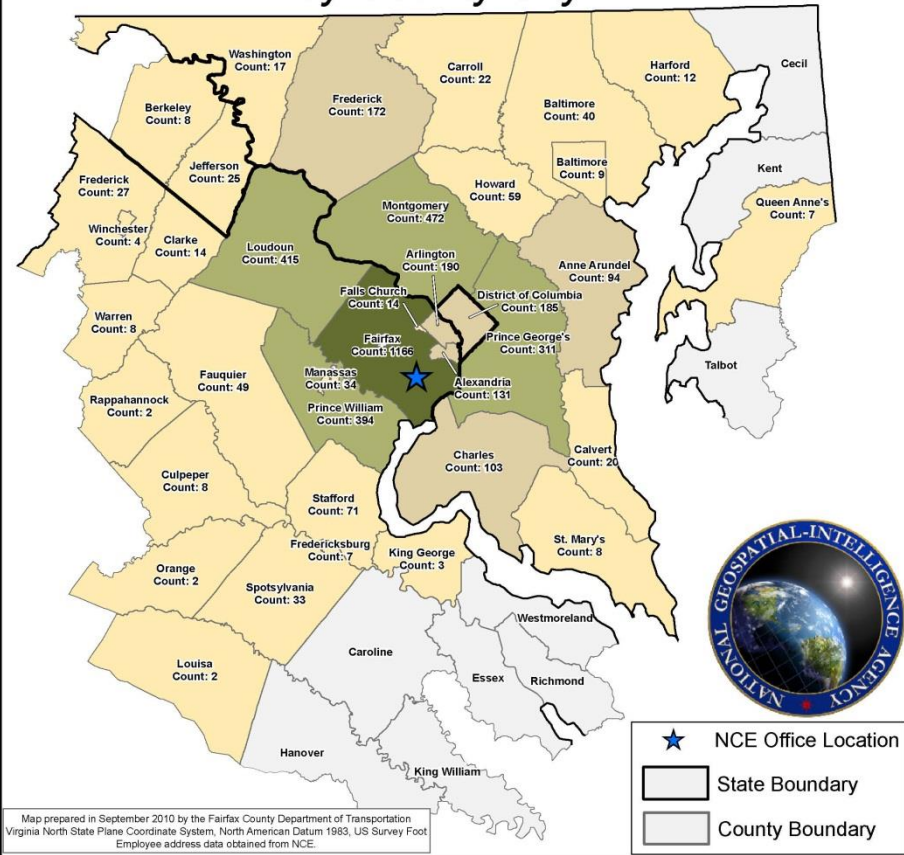 Washington
Count: 17
Frederick
Count: 172
Carroll
Count: 22
Harford
Count: 12
Cecil
Berkeley
Count: 8
Baltimore
Count: 40
Jefferson
Count: 25
Baltimore
Count: 9
Kent
Frederick
Count: 27
Howard
Count: 59
Queen Anne's
Count: 7
Winchester
Count: 4
Clarke
Count: 14
Montgomery
Count: 472
Loudoun
Count: 415
Arlington
Count: 190
Anne Arundel
Count: 94
Falls Church
Count: 14
District of Columbia
Count: 185
Warren
Count: 8
Fairfax
Count: 1166
Prince George's
Count: 311
Talbot
Fauquier
Count: 49
Manassas
Count: 34
Alexandria
Count: 131
Rappahannock
Count: 2
Prince William
Count: 394
Charles
Count: 103
Calvert
Count: 20
Culpeper
Count: 8
Stafford
Count: 71
Fredericksburg
Count: 7
King George
Count: 3
St. Mary's
Count: 8
Orange
Count: 2
Spotsylvania
Count: 33
Westmoreland
Caroline
Louisa
Count: 2
Essex
Richmond
Hanover
King William
NATIONAL GEOSPATIAL-INTELLIGENCE AGENCY
NCE Office Location
State Boundary
County Boundary
Map prepared in September 2010 by the Fairfax County Department of Transportation
Virginia North State Plane Coordinate System, North American Datum 1983, US Survey Foot
Employee address data obtained from NCE.